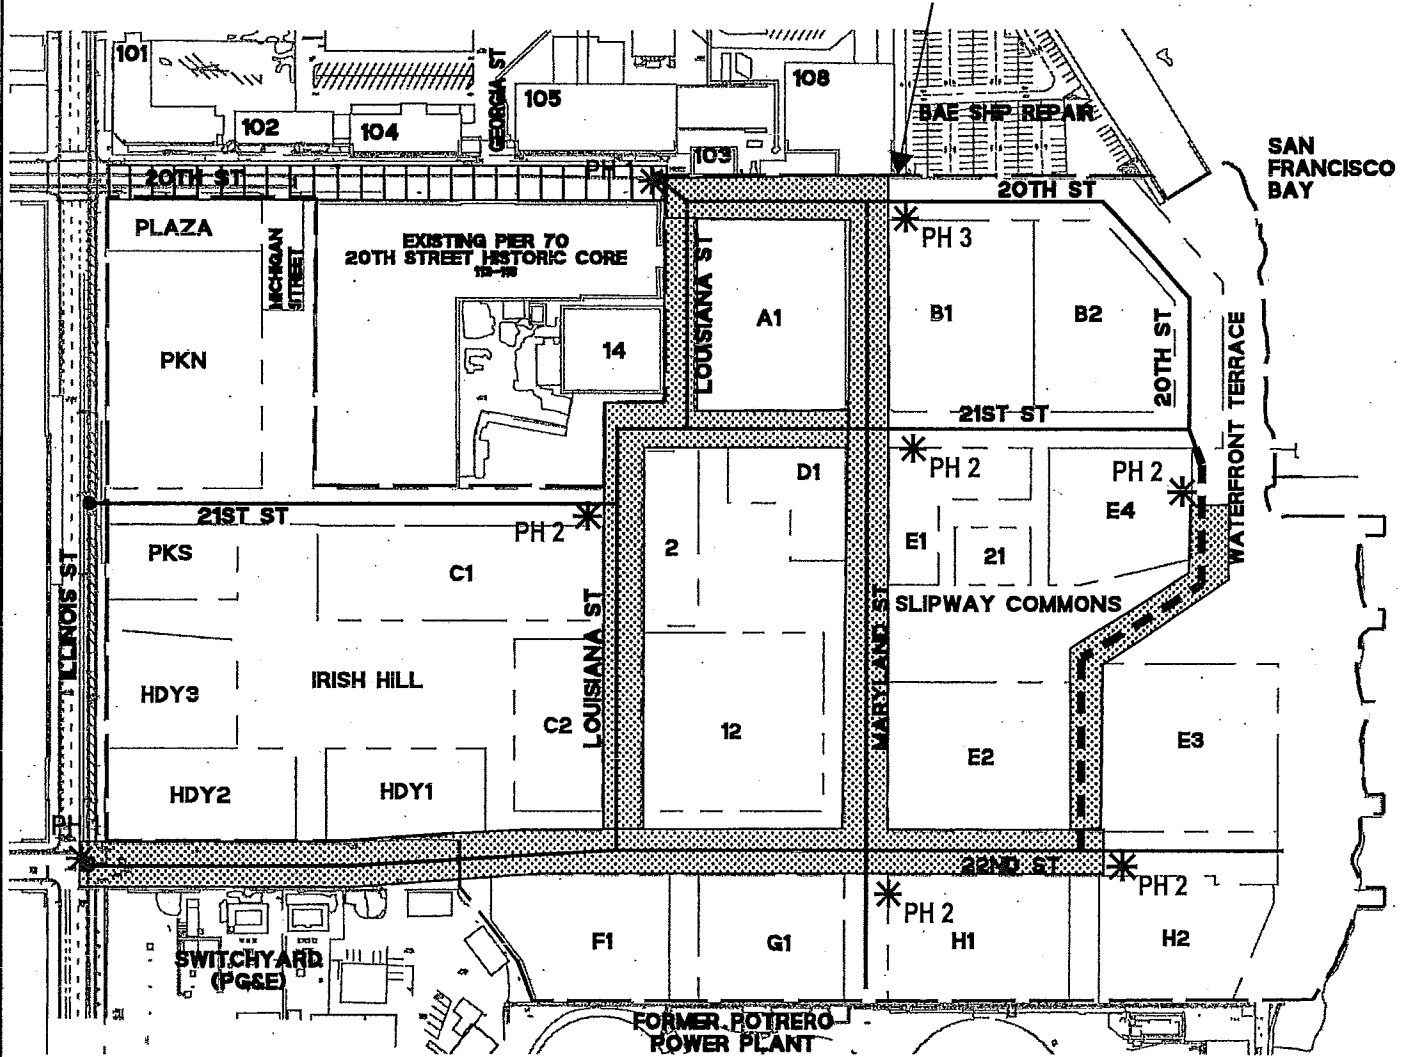 101
102
104
GEORGIA ST
105
103
108
BAE SHIP REPAIR
SAN
FRANCISCO
BAY
20TH ST
PH 1
20TH ST
PLAZA
MICHIGAN
STREET
EXISTING PIER 70
20TH STREET HISTORIC CORE
LOUISIANA ST
PH 3
A1
B1
B2
20TH ST
WATERFRONT TERRACE
PKN
14
21ST ST
D1
PH 2
PH 2
E4
21ST ST
PH 2
2
E1
21
PKS
C1
ILLINOIS ST
LOUISIANA ST
MARYLAND ST
SLIPWAY COMMONS
HDY3
IRISH HILL
C2
12
E2
E3
HDY2
HDY1
PH
22ND ST
PH 2
PH 2
F1
G1
H1
H2
SWITCHYARD
(PG&E)
FORMER POTRERO
POWER PLANT